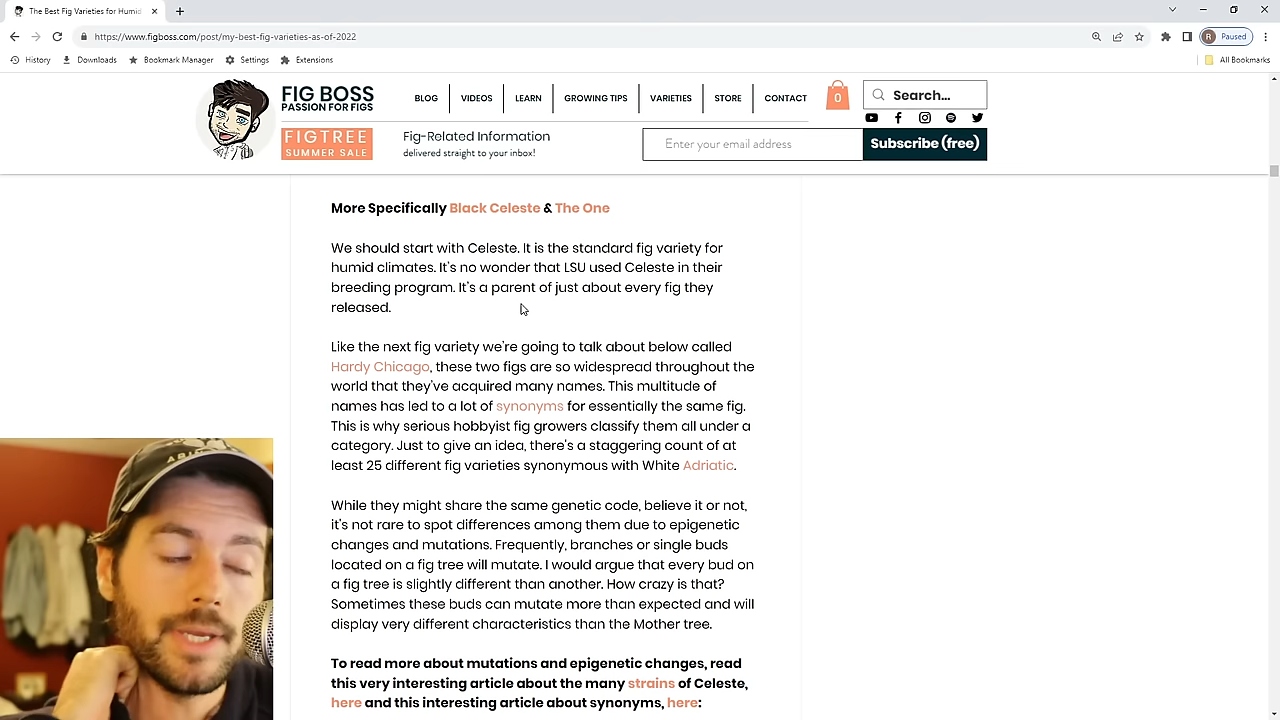 The Best Fig Varieties for Humid
https://www.figboss.com/post/my-best-fig-varieties-as-of-2022
R Paused
History Downloads Bookmark Manager Settings Extensions All Bookmarks
FIG BOSS
PASSION FOR FIGS
BLOG VIDEOS LEARN GROWING TIPS VARIETIES STORE CONTACT 0 Search...
FIGTREE
SUMMER SALE
Fig-Related Information
delivered straight to your inbox!
Enter your email address
Subscribe (free)
More Specifically Black Celeste & The One
We should start with Celeste. It is the standard fig variety for
humid climates. It's no wonder that LSU used Celeste in their
breeding program. It's a parent of just about every fig they
released.
Like the next fig variety we're going to talk about below called
Hardy Chicago, these two figs are so widespread throughout the
world that they've acquired many names. This multitude of
names has led to a lot of synonyms for essentially the same fig.
This is why serious hobbyist fig growers classify them all under a
category. Just to give an idea, there's a staggering count of at
least 25 different fig varieties synonymous with White Adriatic.
While they might share the same genetic code, believe it or not,
it's not rare to spot differences among them due to epigenetic
changes and mutations. Frequently, branches or single buds
located on a fig tree will mutate. I would argue that every bud on
a fig tree is slightly different than another. How crazy is that?
Sometimes these buds can mutate more than expected and will
display very different characteristics than the Mother tree.
To read more about mutations and epigenetic changes, read
this very interesting article about the many strains of Celeste,
here and this interesting article about synonyms, here: